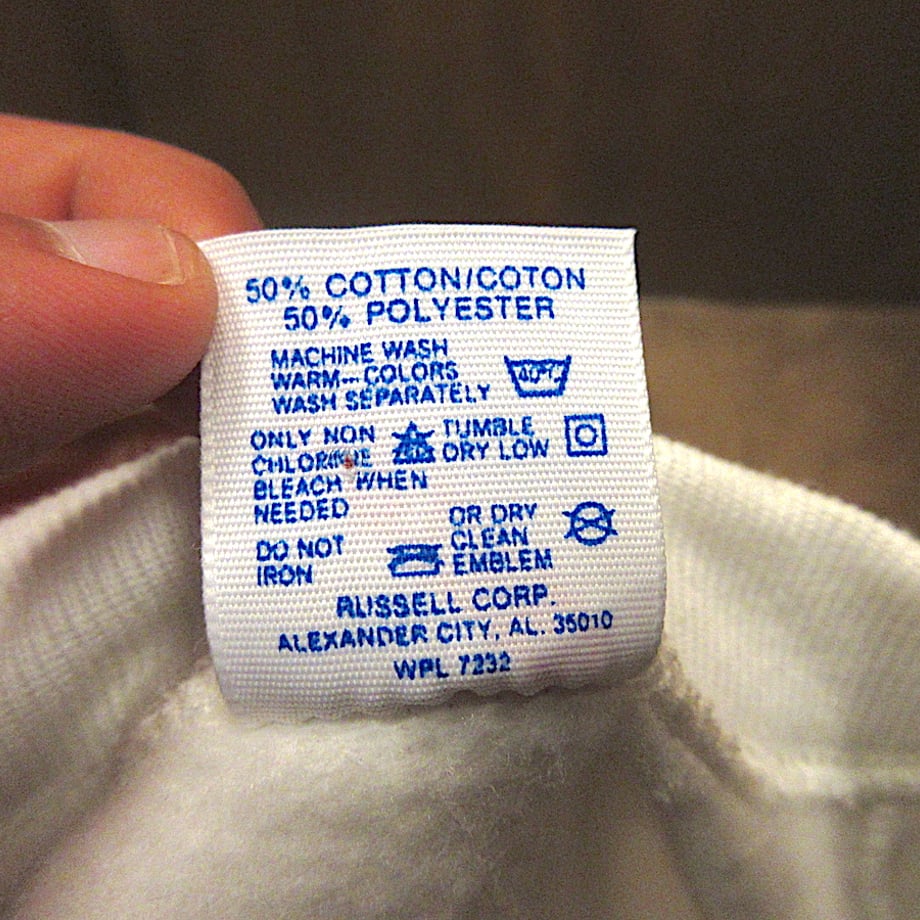 50% COTTON/COTON
50% POLYESTER
MACHINE WASH
WARM--COLORS
WASH SEPARATELY
40°C
ONLY NON
CHLORINE
BLEACH WHEN
NEEDED
TUMBLE
DRY LOW
DO NOT
IRON
OR DRY
CLEAN
EMBLEM
RUSSELL CORP.
ALEXANDER CITY, AL. 35010
WPL 7232